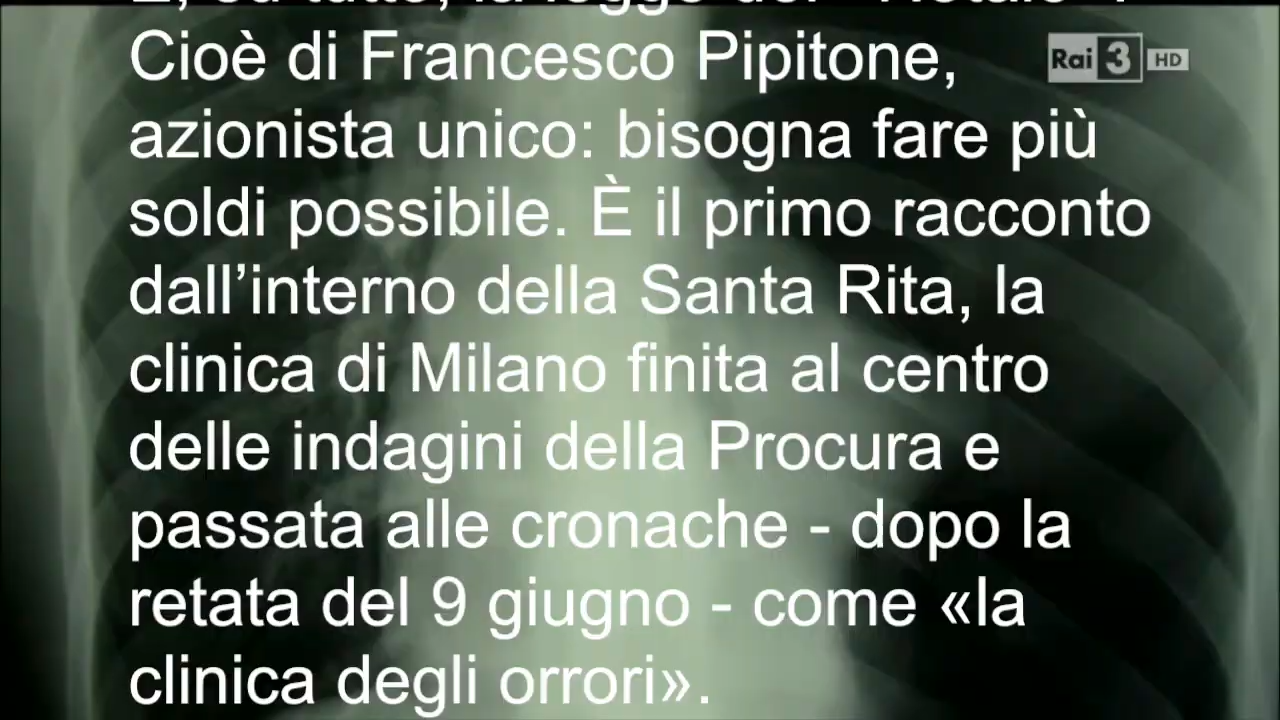 Cioè di Francesco Pipitone,
azionista unico: bisogna fare più
soldi possibile. È il primo racconto
dall'interno della Santa Rita, la
clinica di Milano finita al centro
delle indagini della Procura e
passata alle cronache - dopo la
retata del 9 giugno - come «la
clinica degli orrori».
Rai 3 HD